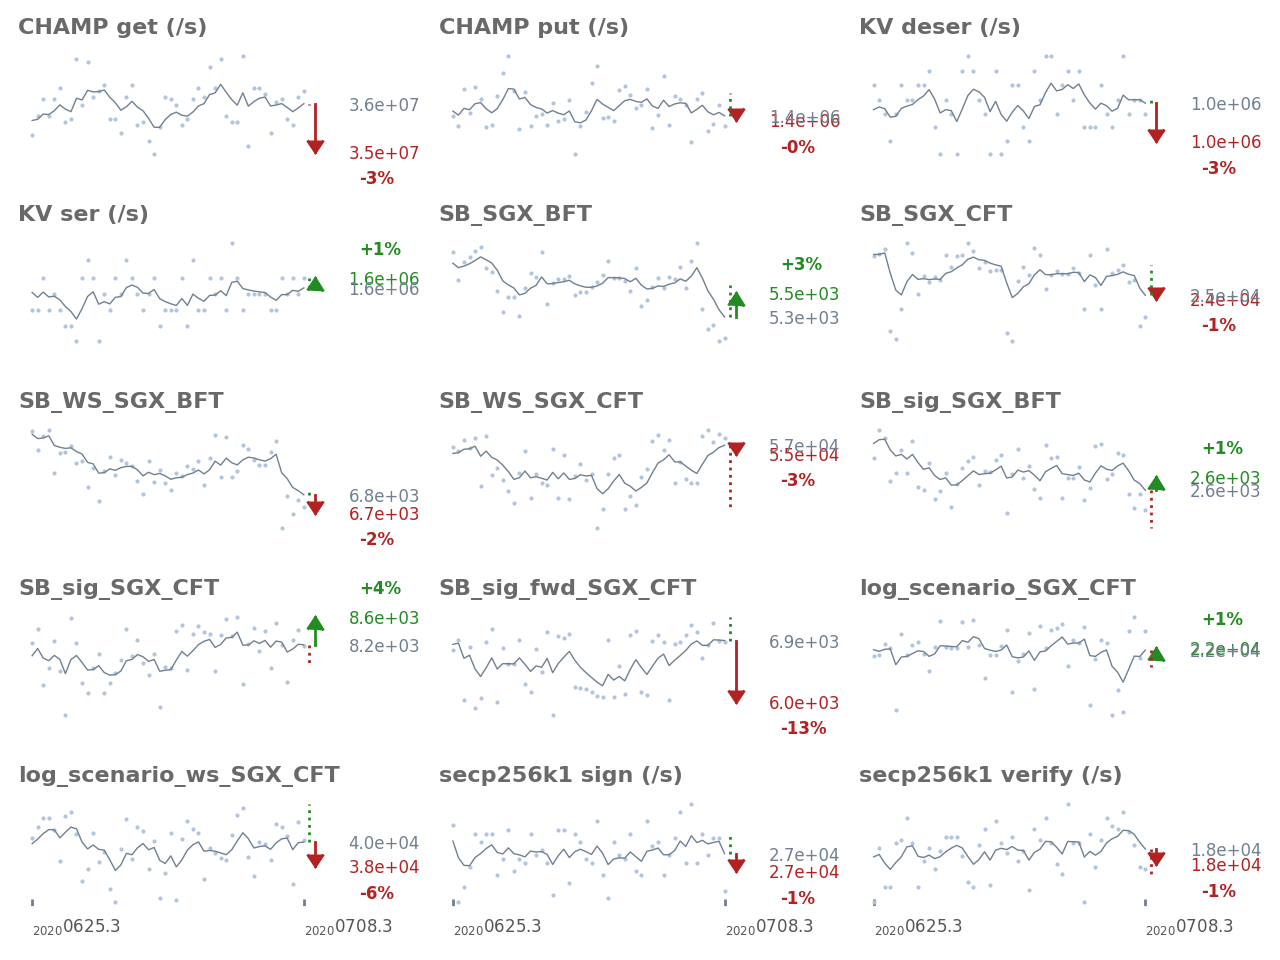 CHAMP get (/s)
3.6e+07
3.5e+07
-3%
CHAMP put (/s)
1.4e+06
1.4e+06
-0%
KV deser (/s)
1.0e+06
1.0e+06
-3%
KV ser (/s)
+1%
1.6e+06
1.6e+06
SB_SGX_BFT
+3%
5.5e+03
5.3e+03
SB_SGX_CFT
2.5e+04
2.4e+04
-1%
SB_WS_SGX_BFT
6.8e+03
6.7e+03
-2%
SB_WS_SGX_CFT
5.7e+04
5.5e+04
-3%
SB_sig_SGX_BFT
+1%
2.6e+03
2.6e+03
SB_sig_SGX_CFT
+4%
8.6e+03
8.2e+03
SB_sig_fwd_SGX_CFT
6.9e+03
6.0e+03
-13%
log_scenario_SGX_CFT
+1%
2.2e+04
2.2e+04
log_scenario_ws_SGX_CFT
4.0e+04
3.8e+04
-6%
secp256k1 sign (/s)
2.7e+04
2.7e+04
-1%
secp256k1 verify (/s)
1.8e+04
1.8e+04
-1%
20200625.3
20200708.3
20200625.3
20200708.3
20200625.3
20200708.3